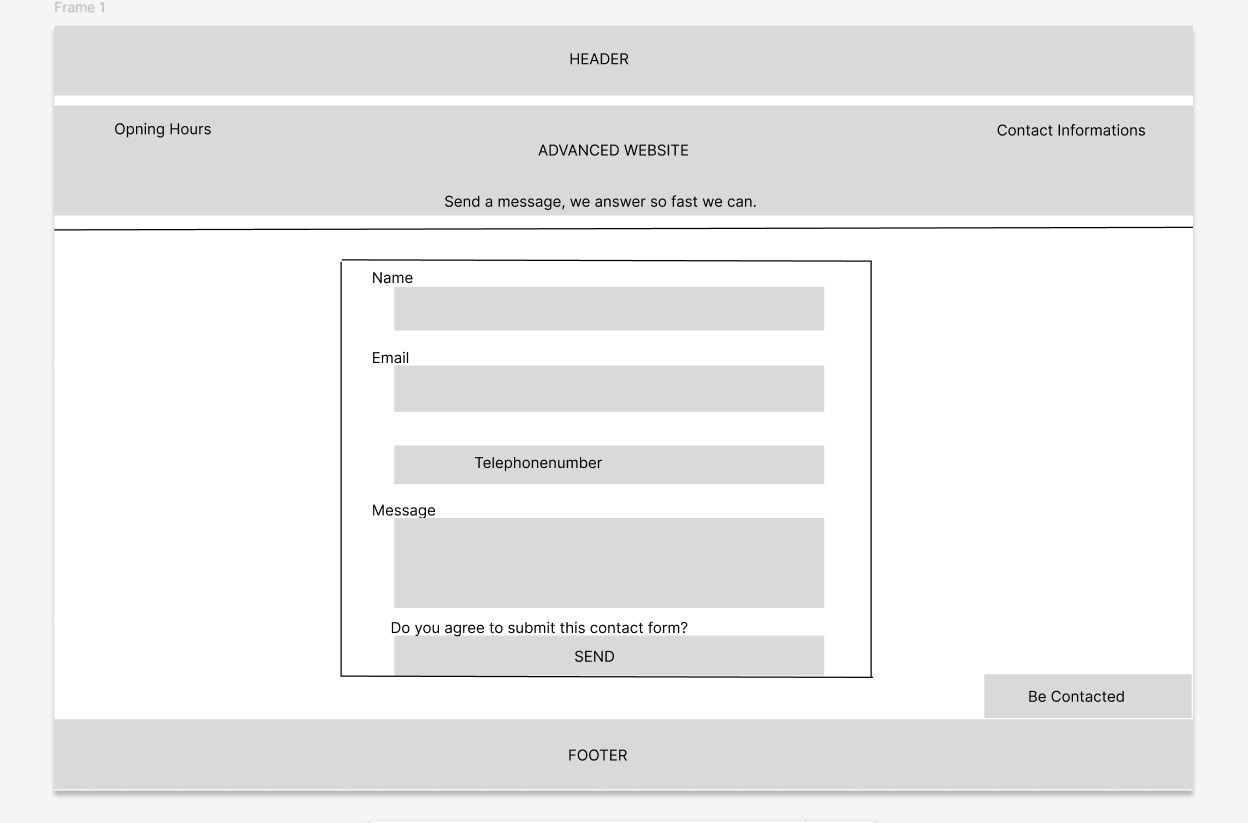 Frame 1
HEADER
Opning Hours
Contact Informations
ADVANCED WEBSITE
Send a message, we answer so fast we can.
Name
Email
Telephonenumber
Message
Do you agree to submit this contact form?
SEND
Be Contacted
FOOTER